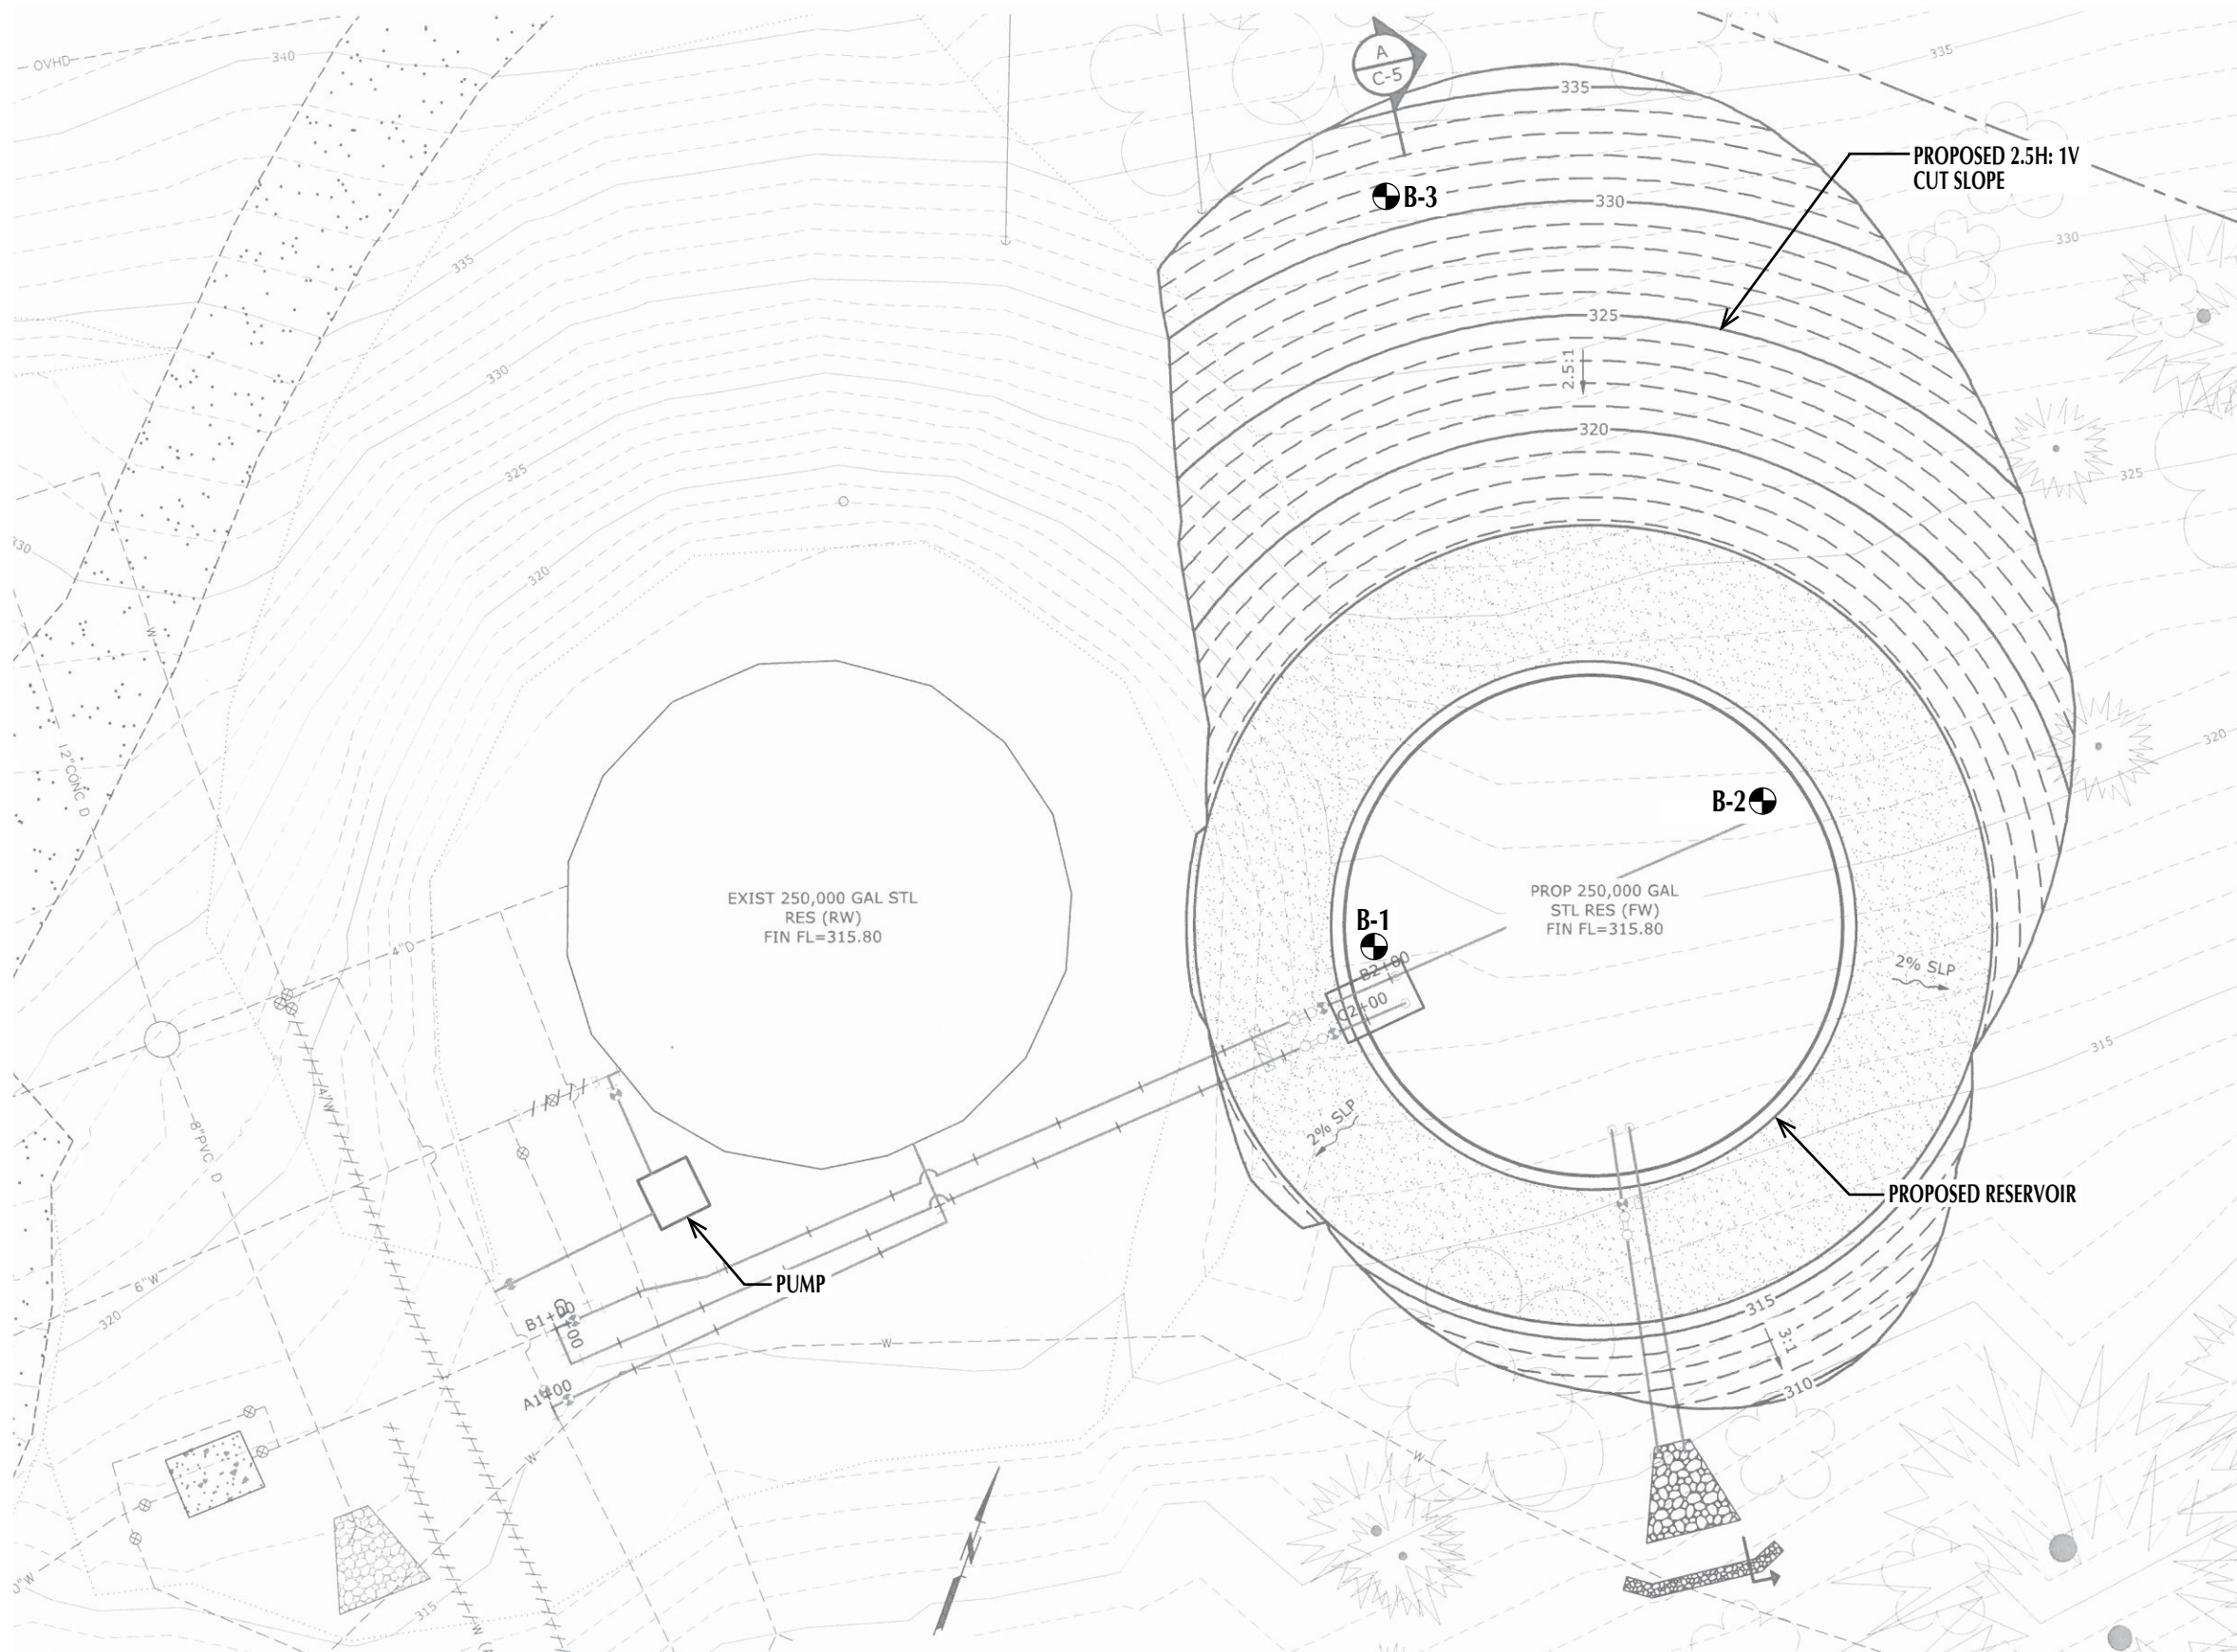 OVHD
340
A
C-5
335
335
PROPOSED 2.5H: 1V
CUT SLOPE
B-3
330
330
335
325
2.5:1
330
320
325
325
330
320
W
12"CONC D
320
B-2
EXIST 250,000 GAL STL
RES (RW)
FIN FL=315.80
PROP 250,000 GAL
STL RES (FW)
FIN FL=315.80
B-1
4"D
B2+00
C2+00
2% SLP
315
2% SLP
8"PVC D
PROPOSED RESERVOIR
6"W
PUMP
320
B1+00
315
3:1
W
310
A1+00
W
W
315
W